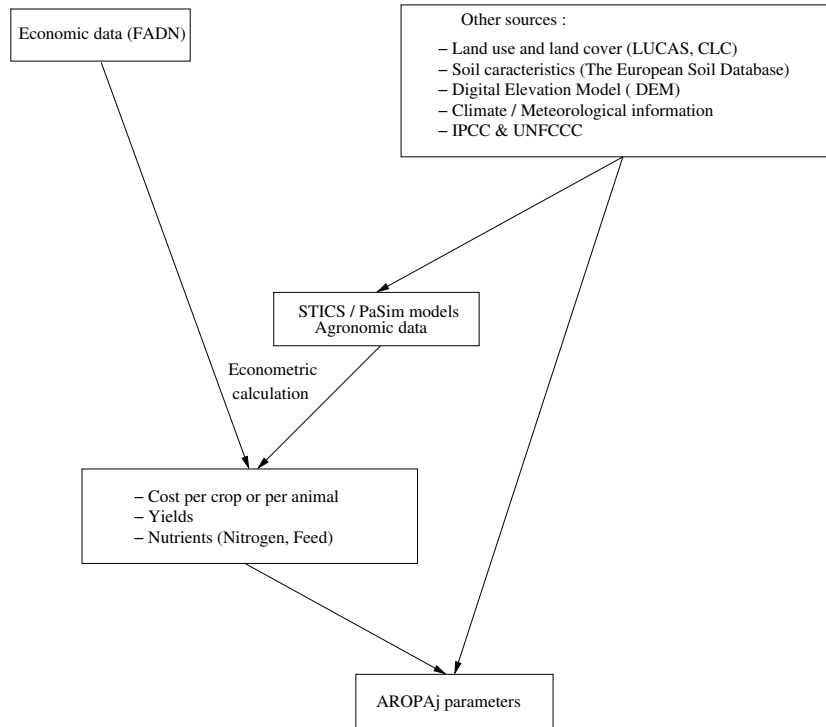 Economic data (FADN)
Other sources :
– Land use and land cover (LUCAS, CLC)
– Soil caracteristics (The European Soil Database)
– Digital Elevation Model ( DEM)
– Climate / Meteorological information
– IPCC & UNFCCC
STICS / PaSim models
Agronomic data
Econometric
calculation
– Cost per crop or per animal
– Yields
– Nutrients (Nitrogen, Feed)
AROPAj parameters